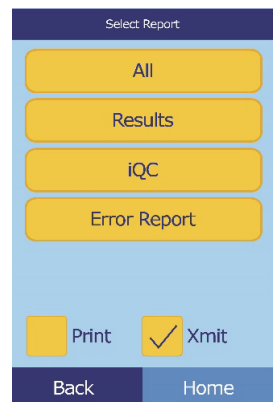 Select Report
All
Results
iQC
Error Report
Print Xmit
Back Home